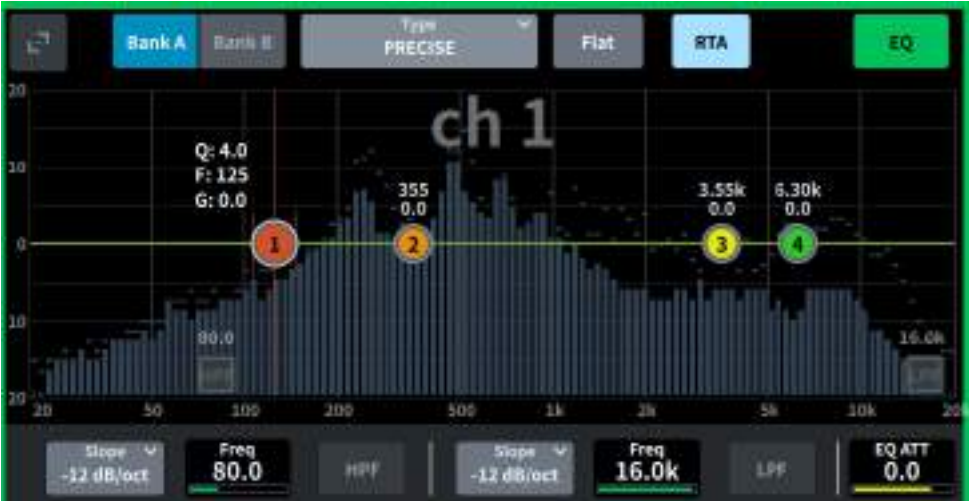 Bank A
Bank B
Type
PRECISE
Flat
RTA
EQ
ch 1
20
10
0
10
20
Q: 4.0
F: 125
G: 0.0
355
0.0
3.55k
0.0
6.30k
0.0
1
2
3
4
80.0
HPF
16.0k
LPF
20
50
100
200
500
1k
2k
5k
10k
20k
Slope
-12 dB/oct
Freq
80.0
HPF
Slope
-12 dB/oct
Freq
16.0k
LPF
EQ ATT
0.0